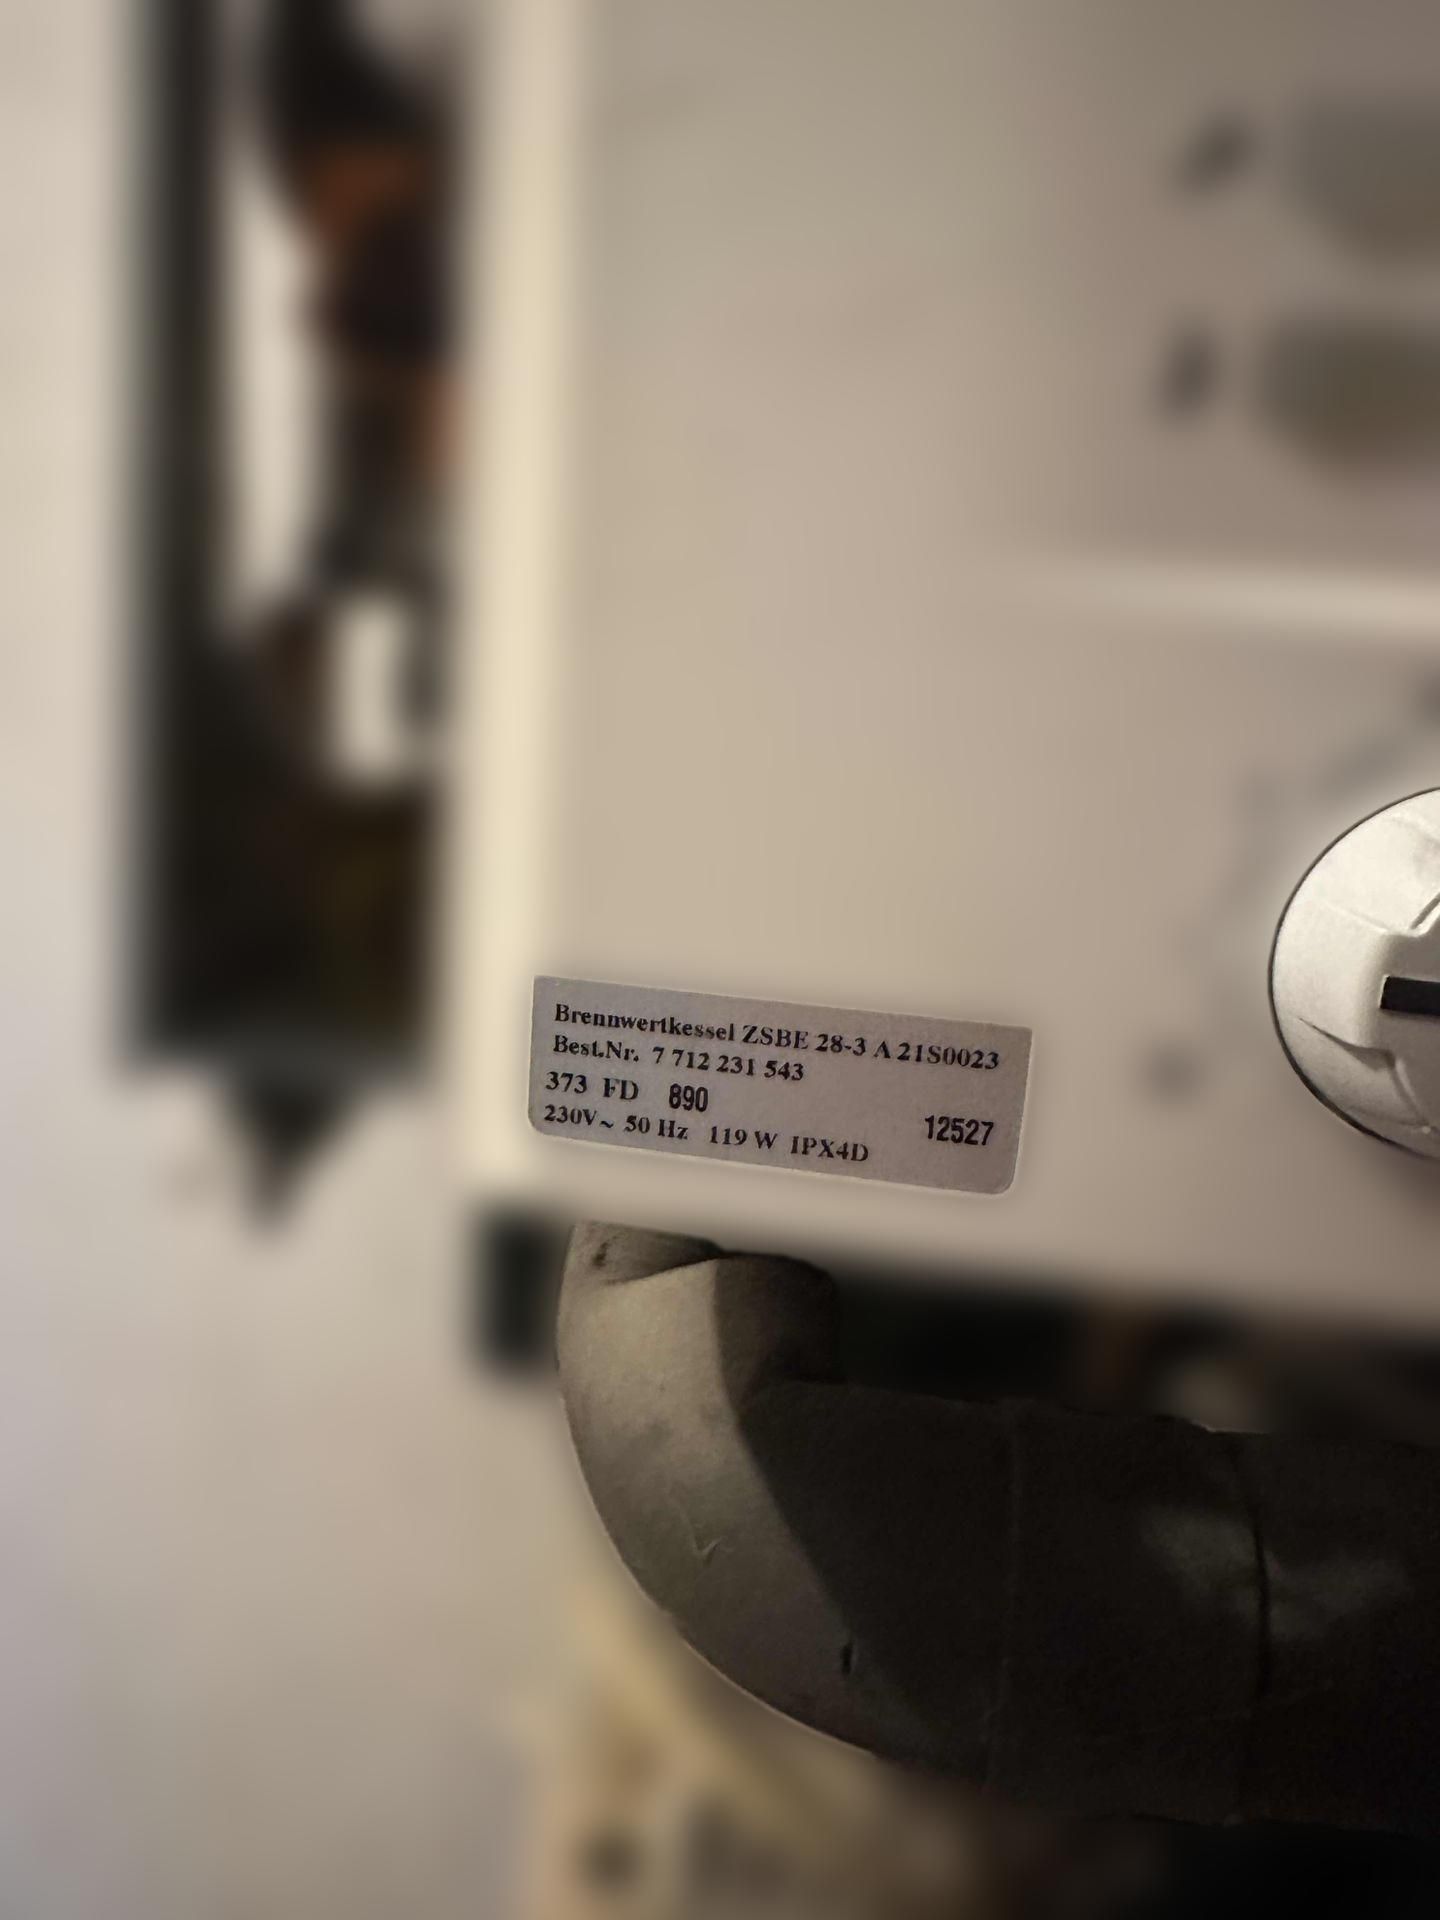 Brennwertkessel ZSBE 28-3 A 21S0023
Best.Nr. 7 712 231 543
373 FD 890 12527
230V~ 50 Hz 119 W IPX4D